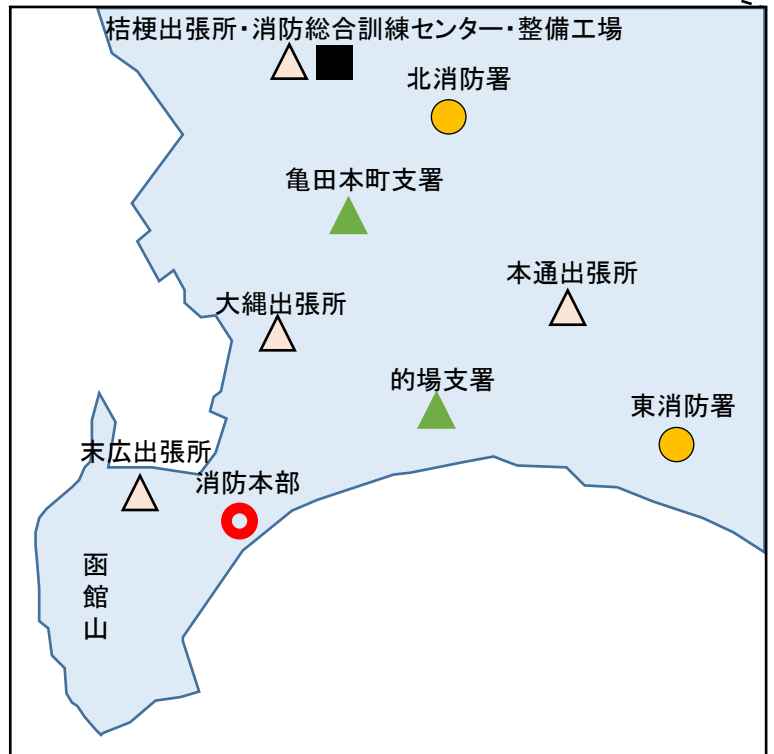 桔梗出張所・消防総合訓練センター・整備工場
北消防署
亀田本町支署
本通出張所
大縄出張所
的場支署
東消防署
末広出張所
消防本部
函館山